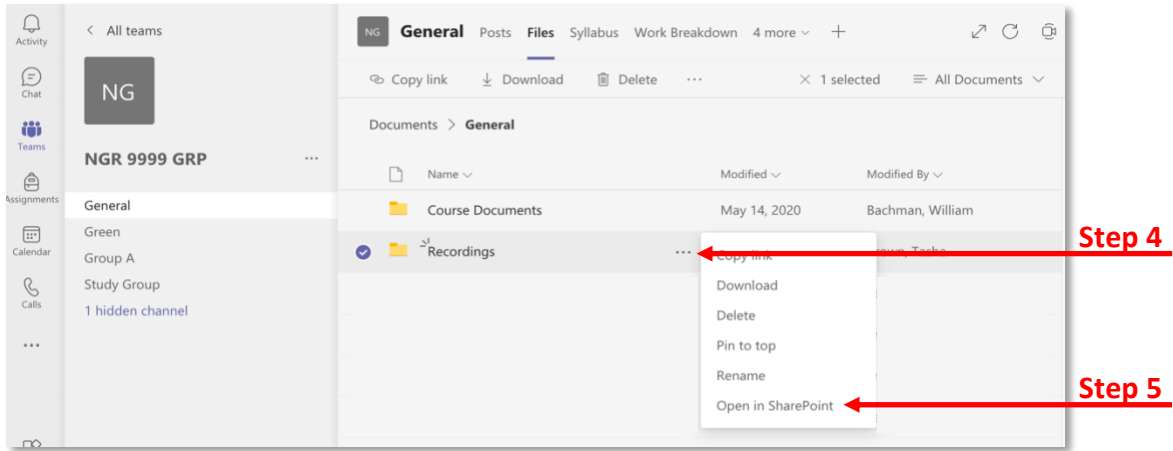 Activity
Chat
Teams
Assignments
Calendar
Calls
All teams
NG
NGR 9999 GRP
General
Green
Group A
Study Group
1 hidden channel
NG General Posts Files Syllabus Work Breakdown 4 more
Copy link Download Delete 1 selected All Documents
Documents > General
Name Modified Modified By
Course Documents May 14, 2020 Bachman, William
Recordings
Copy link
Download
Delete
Pin to top
Rename
Open in SharePoint
Step 4
Step 5